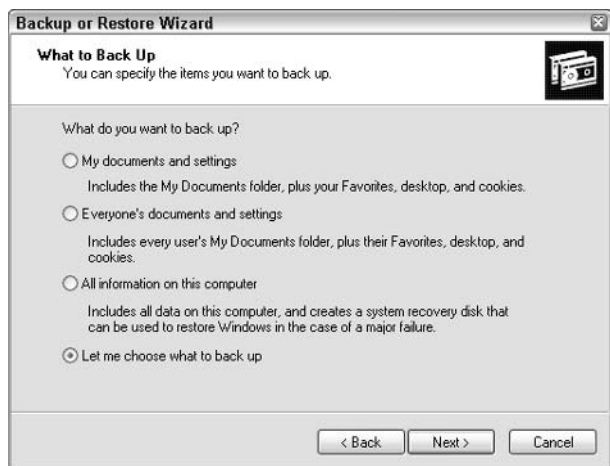 Backup or Restore Wizard
What to Back Up
You can specify the items you want to back up.
What do you want to back up?
My documents and settings
Includes the My Documents folder, plus your Favorites, desktop, and cookies.
Everyone's documents and settings
Includes every user's My Documents folder, plus their Favorites, desktop, and
cookies.
All information on this computer
Includes all data on this computer, and creates a system recovery disk that
can be used to restore Windows in the case of a major failure.
Let me choose what to back up
< Back Next > Cancel